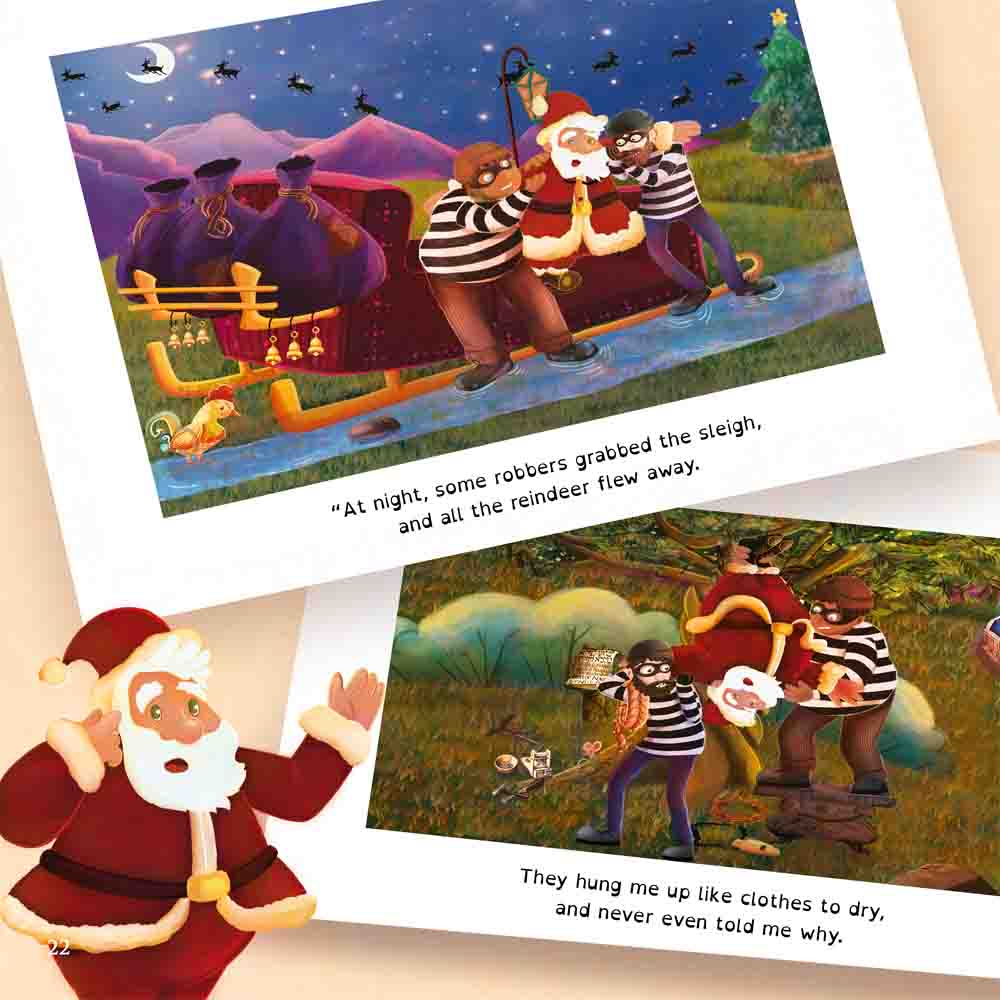 “At night, some robbers grabbed the sleigh,
and all the reindeer flew away.
They hung me up like clothes to dry,
and never even told me why.
22